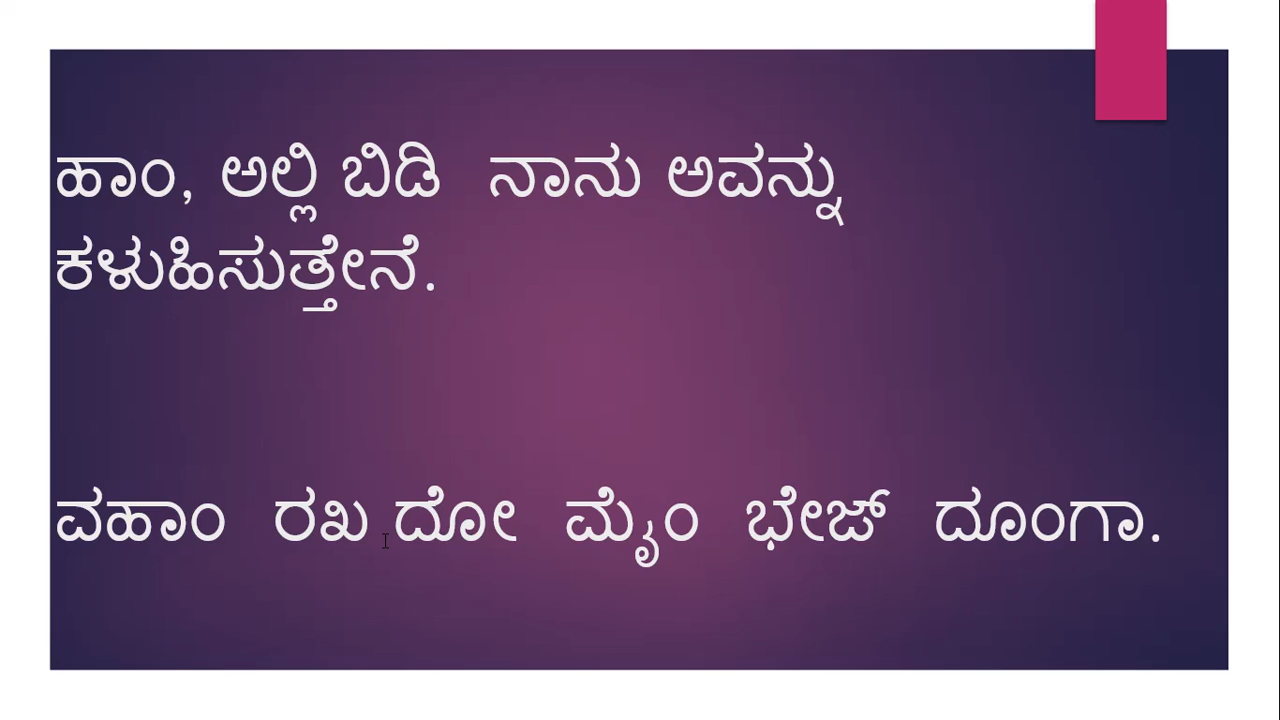 ಹಾಂ, ಅಲ್ಲಿ ಬಿಡಿ ನಾನು ಅವನ್ನು
ಕಳುಹಿಸುತ್ತೇನೆ.
ವಹಾಂ ರಖ ದೋ ಮೈಂ ಭೇಜ್ ದೂಂಗಾ.